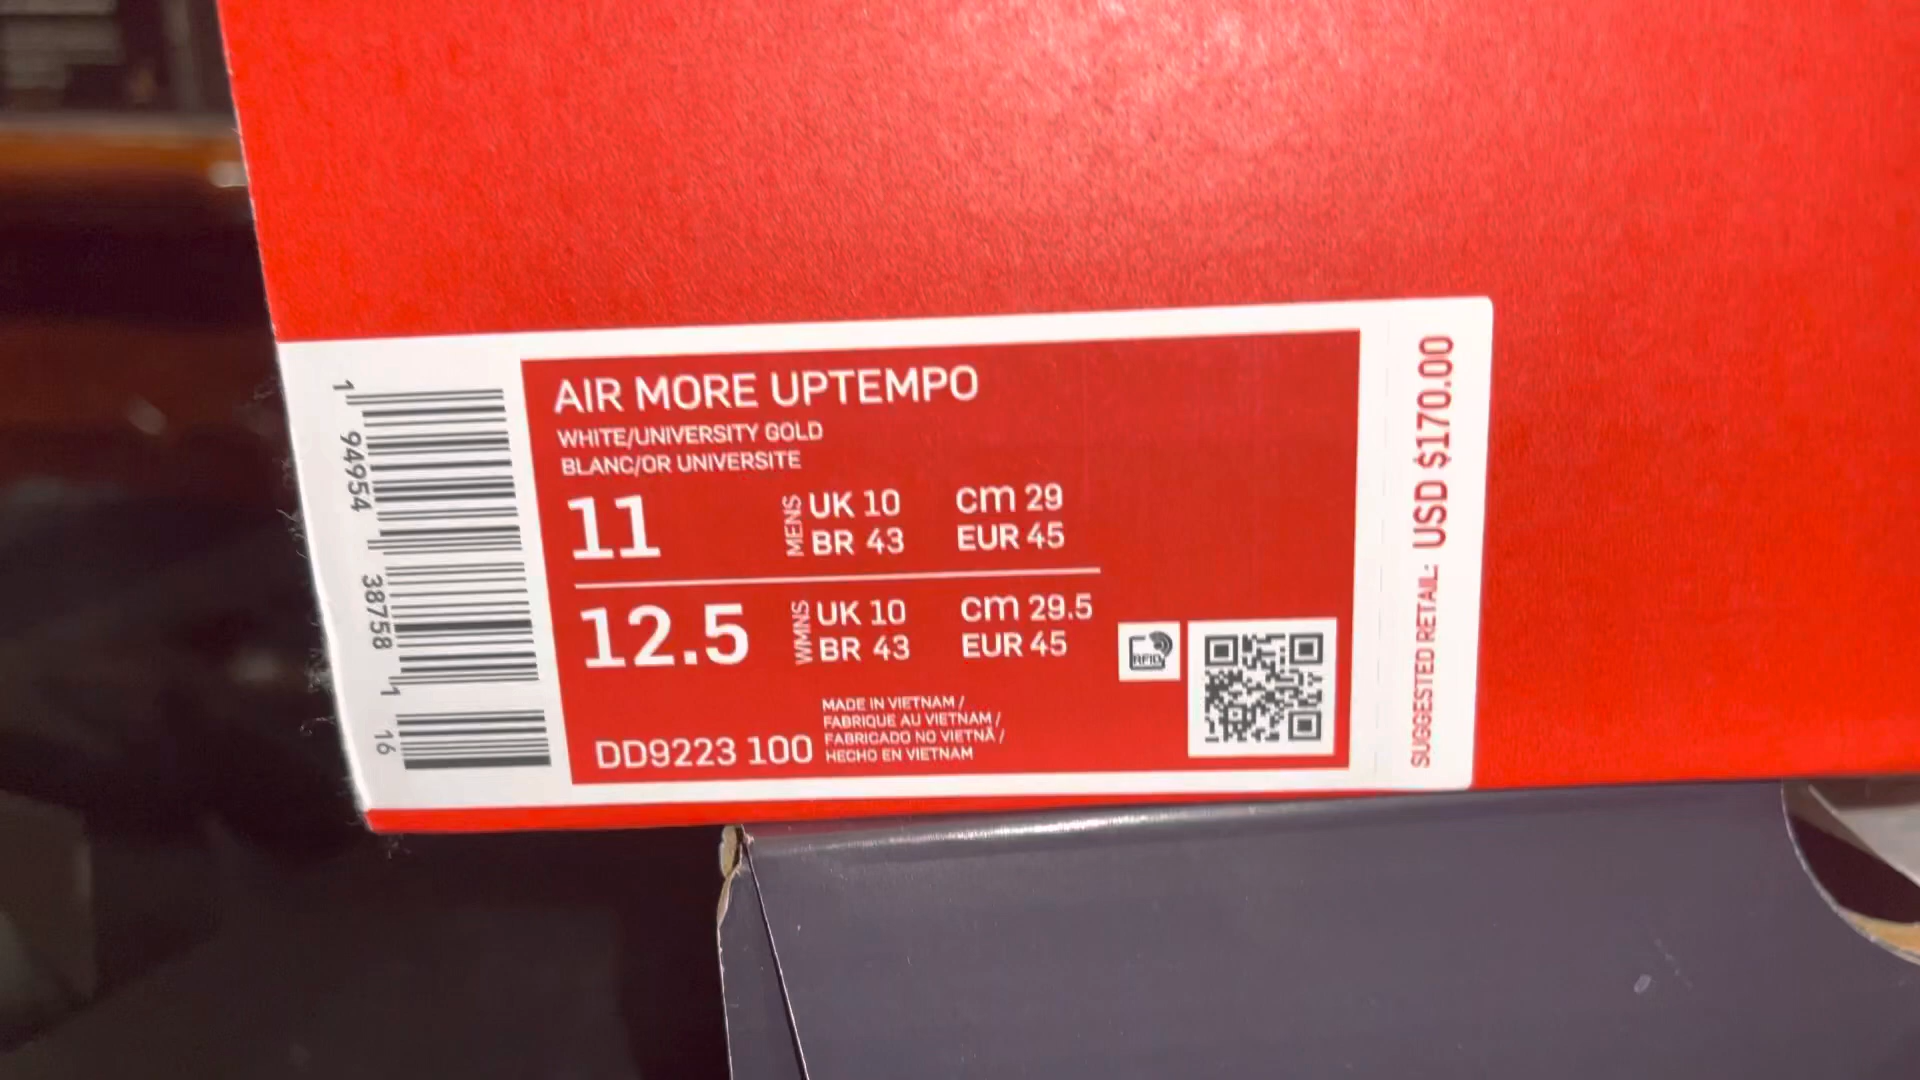 AIR MORE UPTEMPO
WHITE/UNIVERSITY GOLD
BLANC/OR UNIVERSITE
11 MENS UK 10 cm 29
BR 43 EUR 45
12.5 WMNS UK 10 cm 29.5
BR 43 EUR 45
MADE IN VIETNAM /
FABRIQUE AU VIETNAM /
FABRICADO NO VIETNÃ /
HECHO EN VIETNAM
DD9223 100
RFID
1 94954 38758 1 16
SUGGESTED RETAIL: USD $170.00